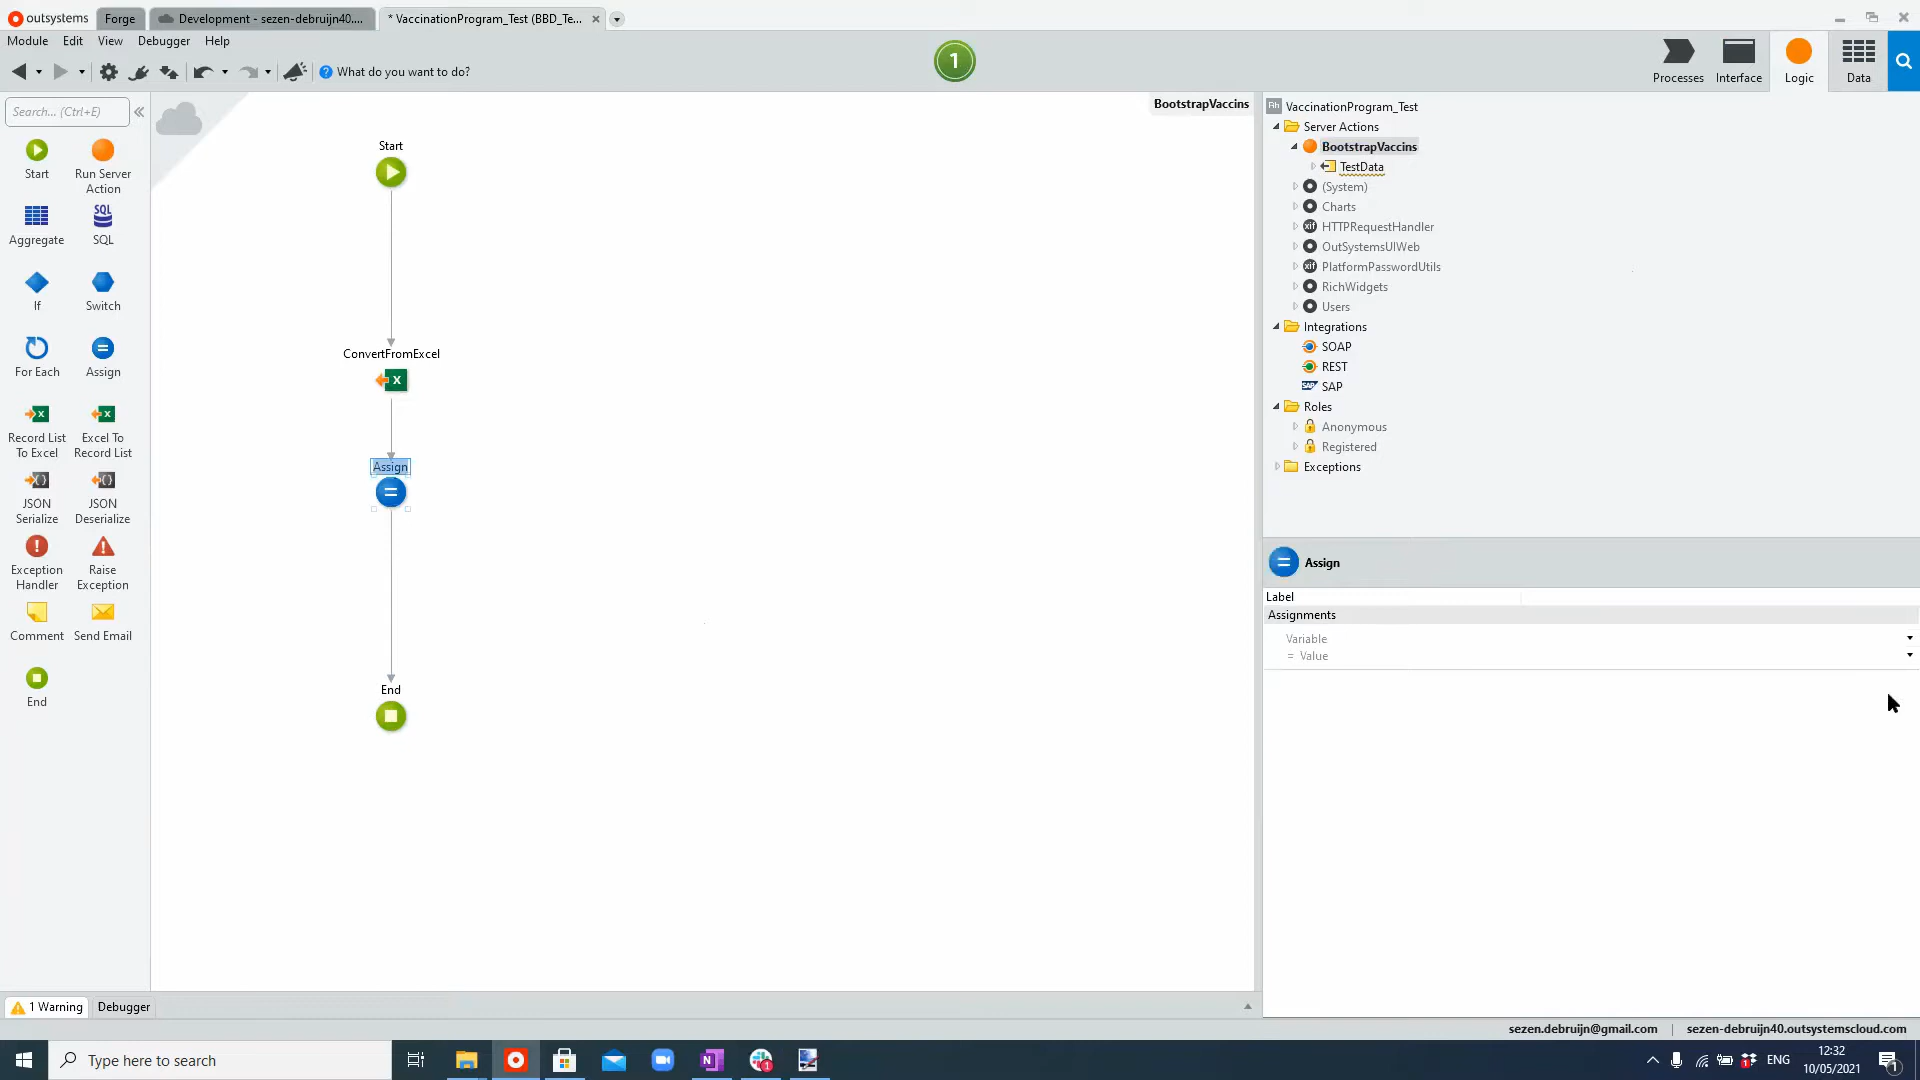 outsystems
Forge
Development - sezen-debruijn40....
* VaccinationProgram_Test (BBD_Te...
Module Edit View Debugger Help
What do you want to do?
1
Processes Interface Logic Data
Search... (Ctrl+E)
Start
Run Server
Action
Aggregate
SQL
SQL
If
Switch
For Each
Assign
Record List
To Excel
Excel To
Record List
JSON
Serialize
JSON
Deserialize
Exception
Handler
Raise
Exception
Comment
Send Email
End
BootstrapVaccins
Start
ConvertFromExcel
Assign
End
VaccinationProgram_Test
Server Actions
BootstrapVaccins
TestData
(System)
Charts
HTTPRequestHandler
OutSystemsUIWeb
PlatformPasswordUtils
RichWidgets
Users
Integrations
SOAP
REST
SAP
Roles
Anonymous
Registered
Exceptions
Assign
Label
Assignments
Variable
= Value
1 Warning
Debugger
sezen.debruijn@gmail.com | sezen-debruijn40.outsystemscloud.com
Type here to search
ENG
12:32
10/05/2021